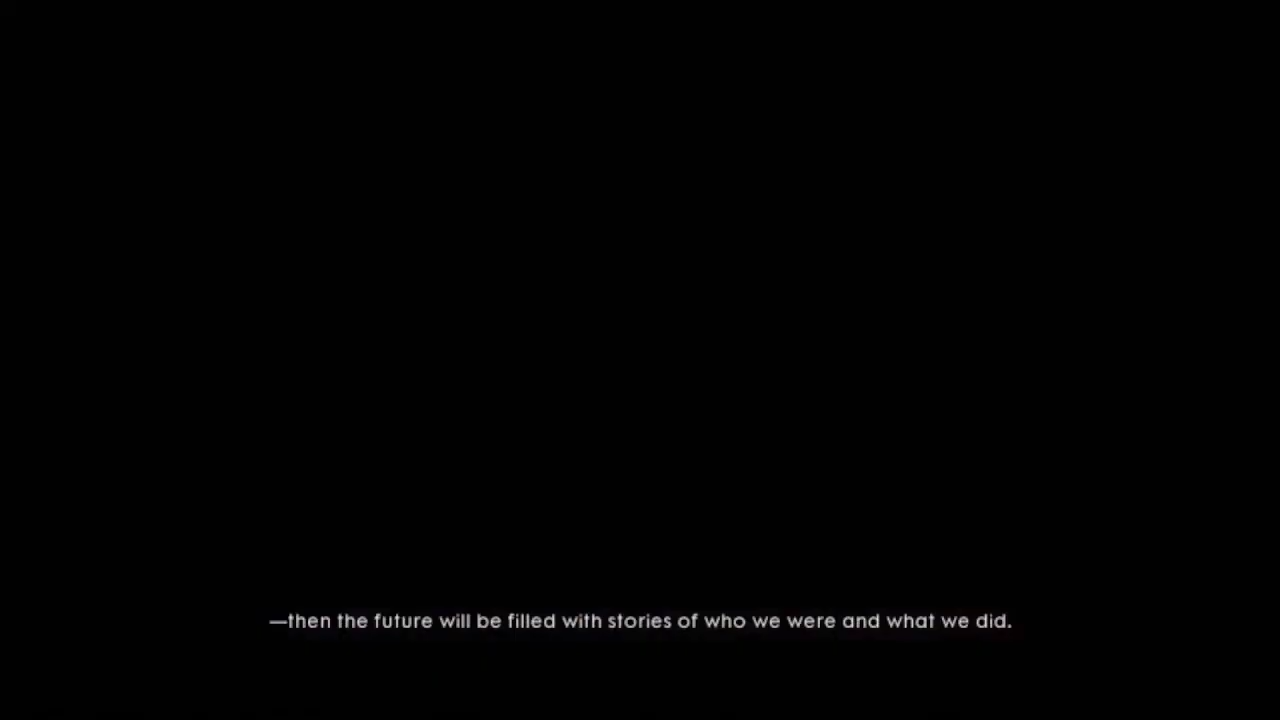 —then the future will be filled with stories of who we were and what we did.